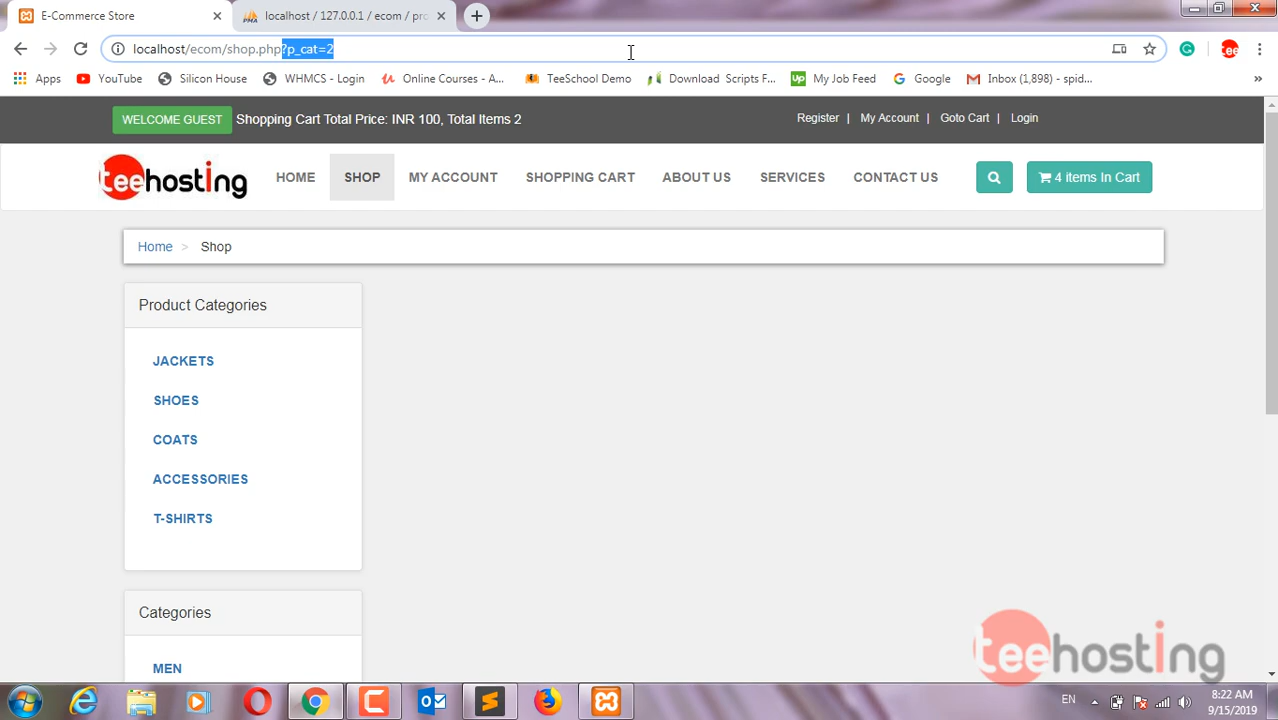 E-Commerce Store
localhost / 127.0.0.1 / ecom / pro
localhost/ecom/shop.php?p_cat=2
Apps
YouTube
Silicon House
WHMCS - Login
Online Courses - A...
TeeSchool Demo
Download Scripts F...
Up
My Job Feed
Google
Inbox (1,898) - spid...
»
WELCOME GUEST
Shopping Cart Total Price: INR 100, Total Items 2
Register |
My Account |
Goto Cart |
Login
teehosting
HOME
SHOP
MY ACCOUNT
SHOPPING CART
ABOUT US
SERVICES
CONTACT US
4 items In Cart
Home > Shop
Product Categories
JACKETS
SHOES
COATS
ACCESSORIES
T-SHIRTS
Categories
MEN
teehosting
EN
8:22 AM
9/15/2019